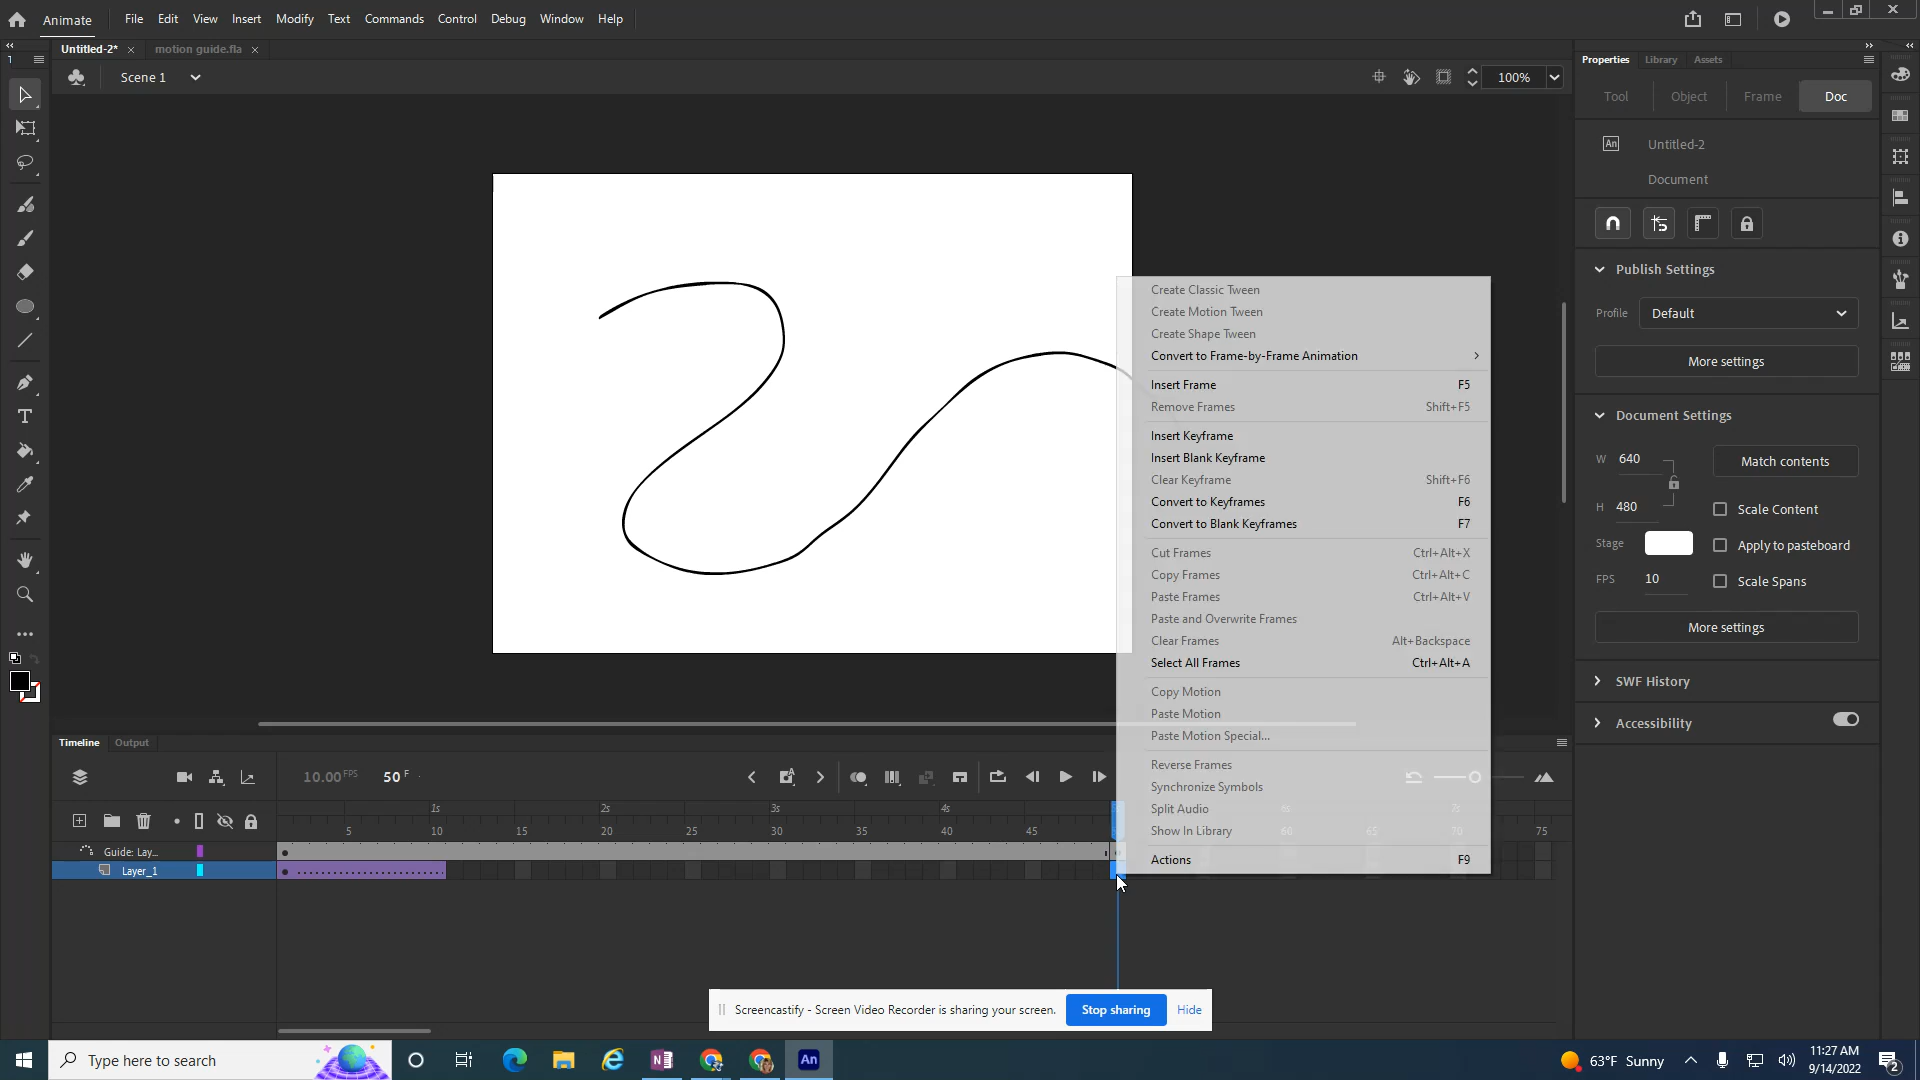 Animate File Edit View Insert Modify Text Commands Control Debug Window Help
Untitled-2* × motion guide.fla ×
1
Scene 1
100%
Properties Library Assets
Tool Object Frame Doc
An Untitled-2
Document
Publish Settings
Profile Default
More settings
Document Settings
W 640 Match contents
H 480 Scale Content
Stage Apply to pasteboard
FPS 10 Scale Spans
More settings
SWF History
Accessibility
Create Classic Tween
Create Motion Tween
Create Shape Tween
Convert to Frame-by-Frame Animation
Insert Frame F5
Remove Frames Shift+F5
Insert Keyframe
Insert Blank Keyframe
Clear Keyframe Shift+F6
Convert to Keyframes F6
Convert to Blank Keyframes F7
Cut Frames Ctrl+Alt+X
Copy Frames Ctrl+Alt+C
Paste Frames Ctrl+Alt+V
Paste and Overwrite Frames
Clear Frames Alt+Backspace
Select All Frames Ctrl+Alt+A
Copy Motion
Paste Motion
Paste Motion Special...
Reverse Frames
Synchronize Symbols
Split Audio
Show In Library
Actions F9
Timeline Output
10.00 FPS 50 F
1s 2s 3s 4s 6s 7s
5 10 15 20 25 30 35 40 45 60 65 70 75
Guide: Lay...
Layer_1
Screencastify - Screen Video Recorder is sharing your screen. Stop sharing Hide
Type here to search
N
An
63°F Sunny
11:27 AM
9/14/2022
2